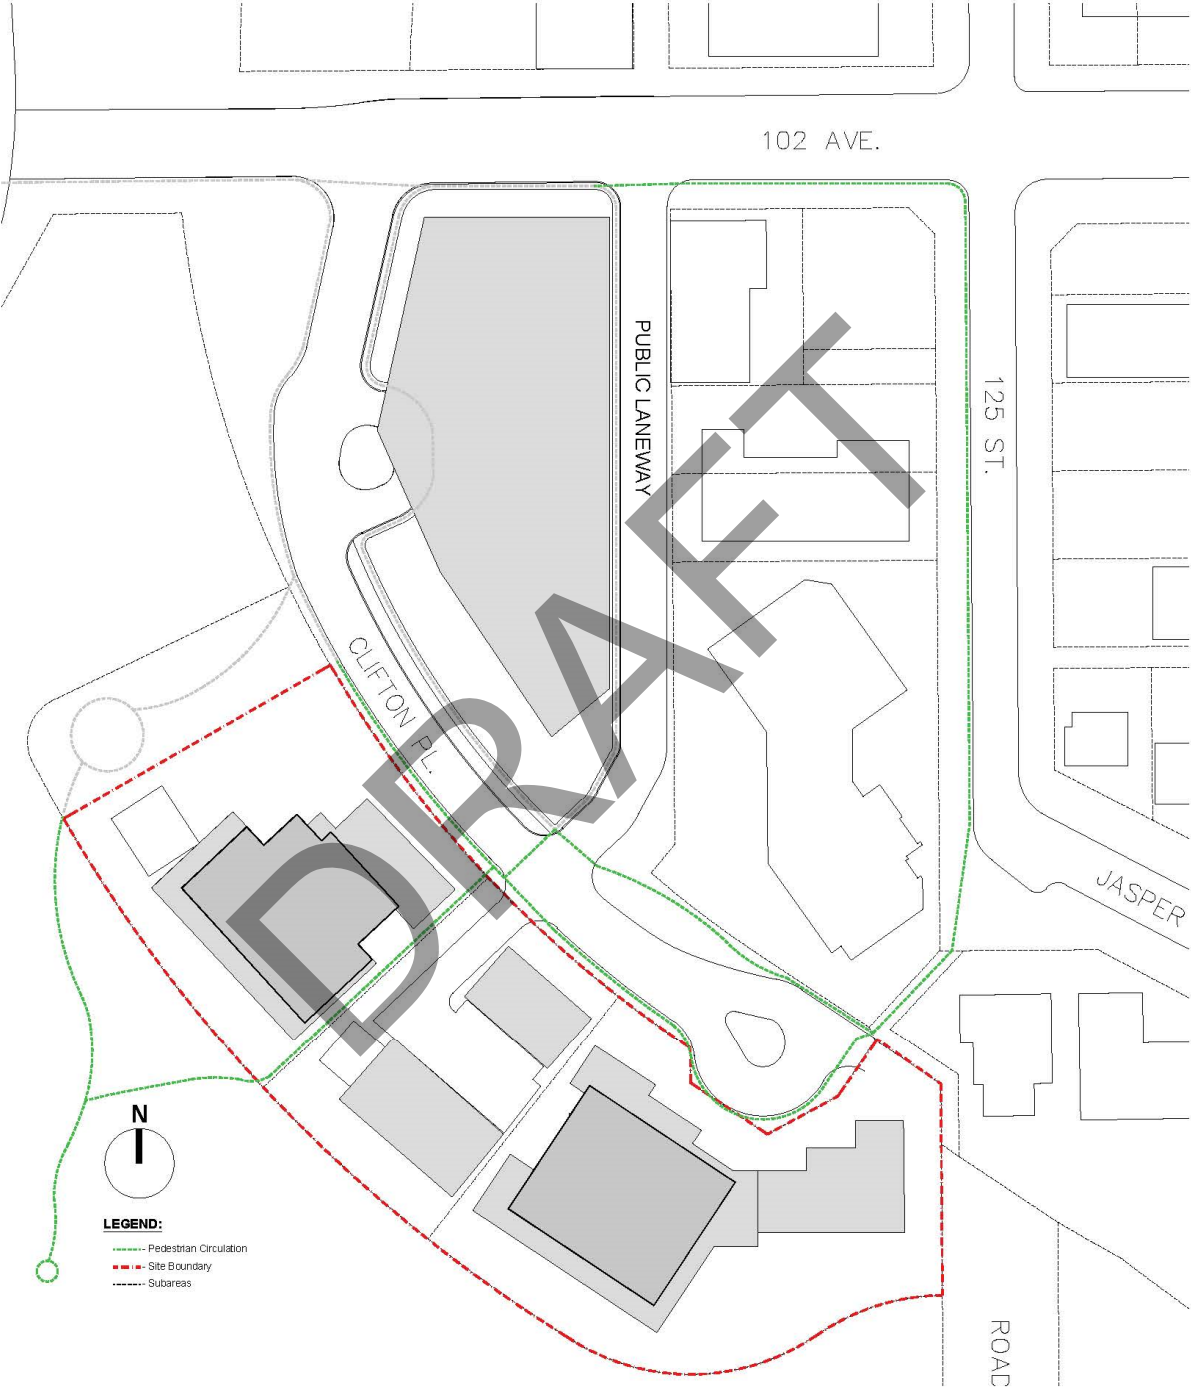 102 AVE.
PUBLIC LANEWAY
125 ST.
CLIFTON PL.
DRAFT
JASPER
N
LEGEND:
Pedestrian Circulation
Site Boundary
Subareas
ROAD